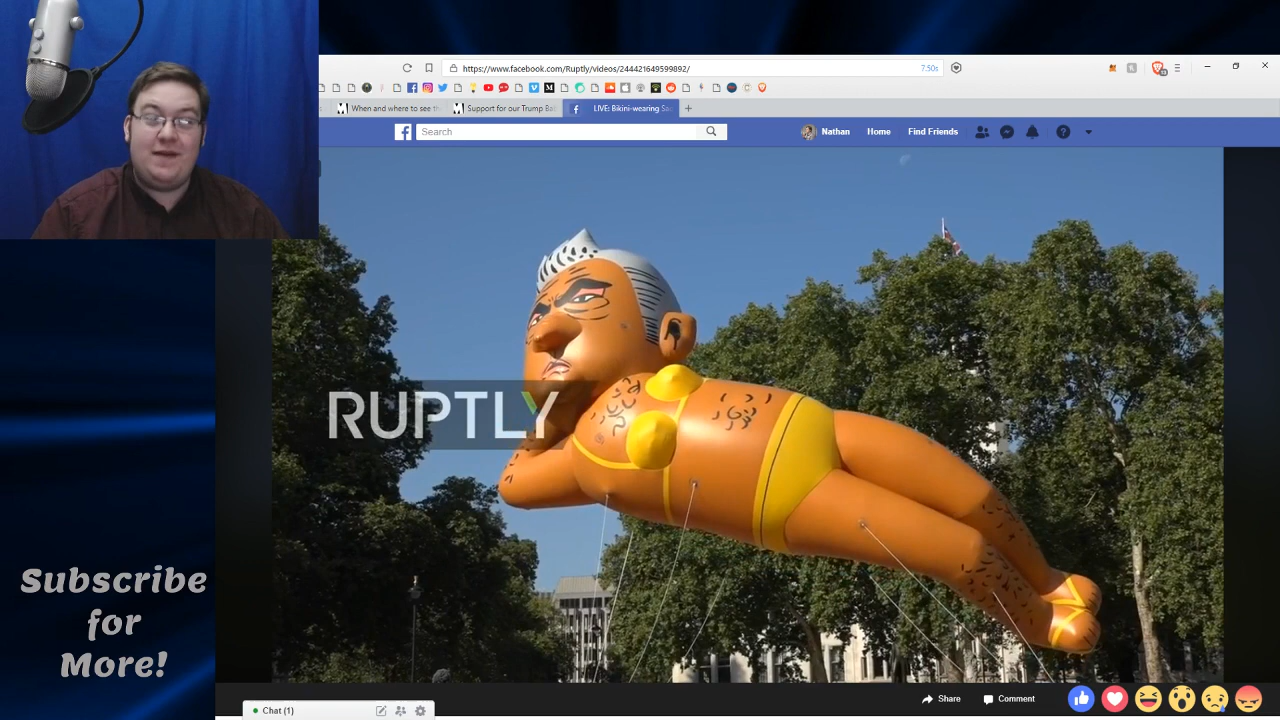 https://www.facebook.com/Ruptly/videos/244421649599892/
7.50s
When and where to see th
Support for our Trump Bab
LIVE: Bikini-wearing Sa
Search
Nathan
Home
Find Friends
RUPTLY
Subscribe
for
More!
Share
Comment
Chat (1)